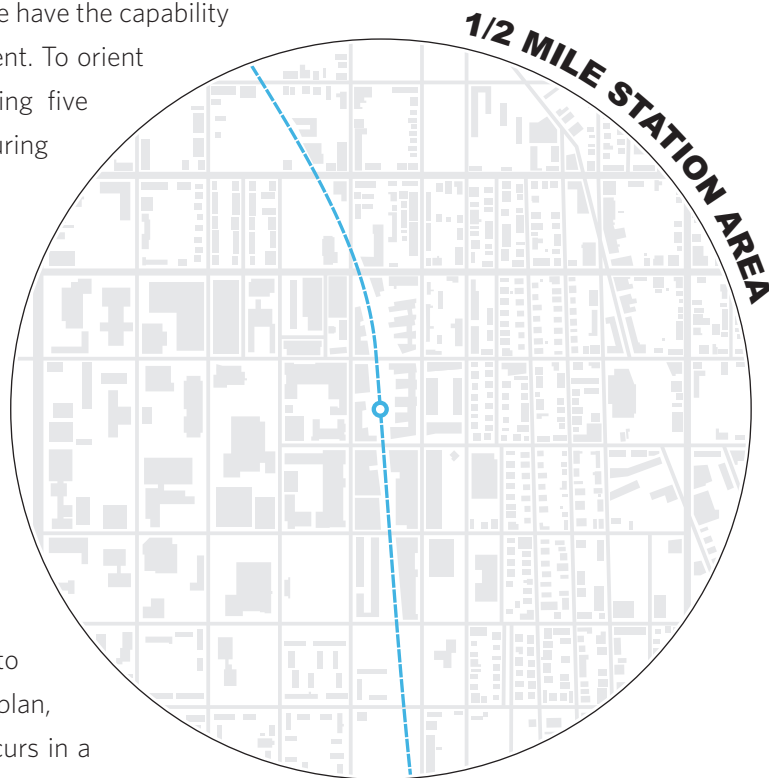 e have the capability
1/2 MILE STATION AREA
ent. To orient
ing five
uring
to
plan,
curs in a